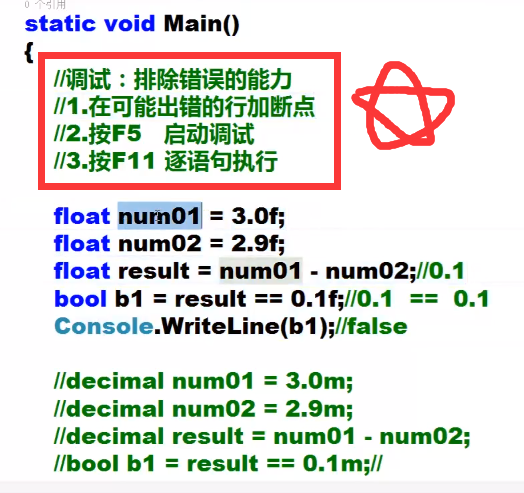 0 个引用
static void Main()
{
//调试：排除错误的能力
//1.在可能出错的行加断点
//2.按F5 启动调试
//3.按F11 逐语句执行
float num01 = 3.0f;
float num02 = 2.9f;
float result = num01 - num02;//0.1
bool b1 = result == 0.1f;//0.1 == 0.1
Console.WriteLine(b1);//false
//decimal num01 = 3.0m;
//decimal num02 = 2.9m;
//decimal result = num01 - num02;
//bool b1 = result == 0.1m;//